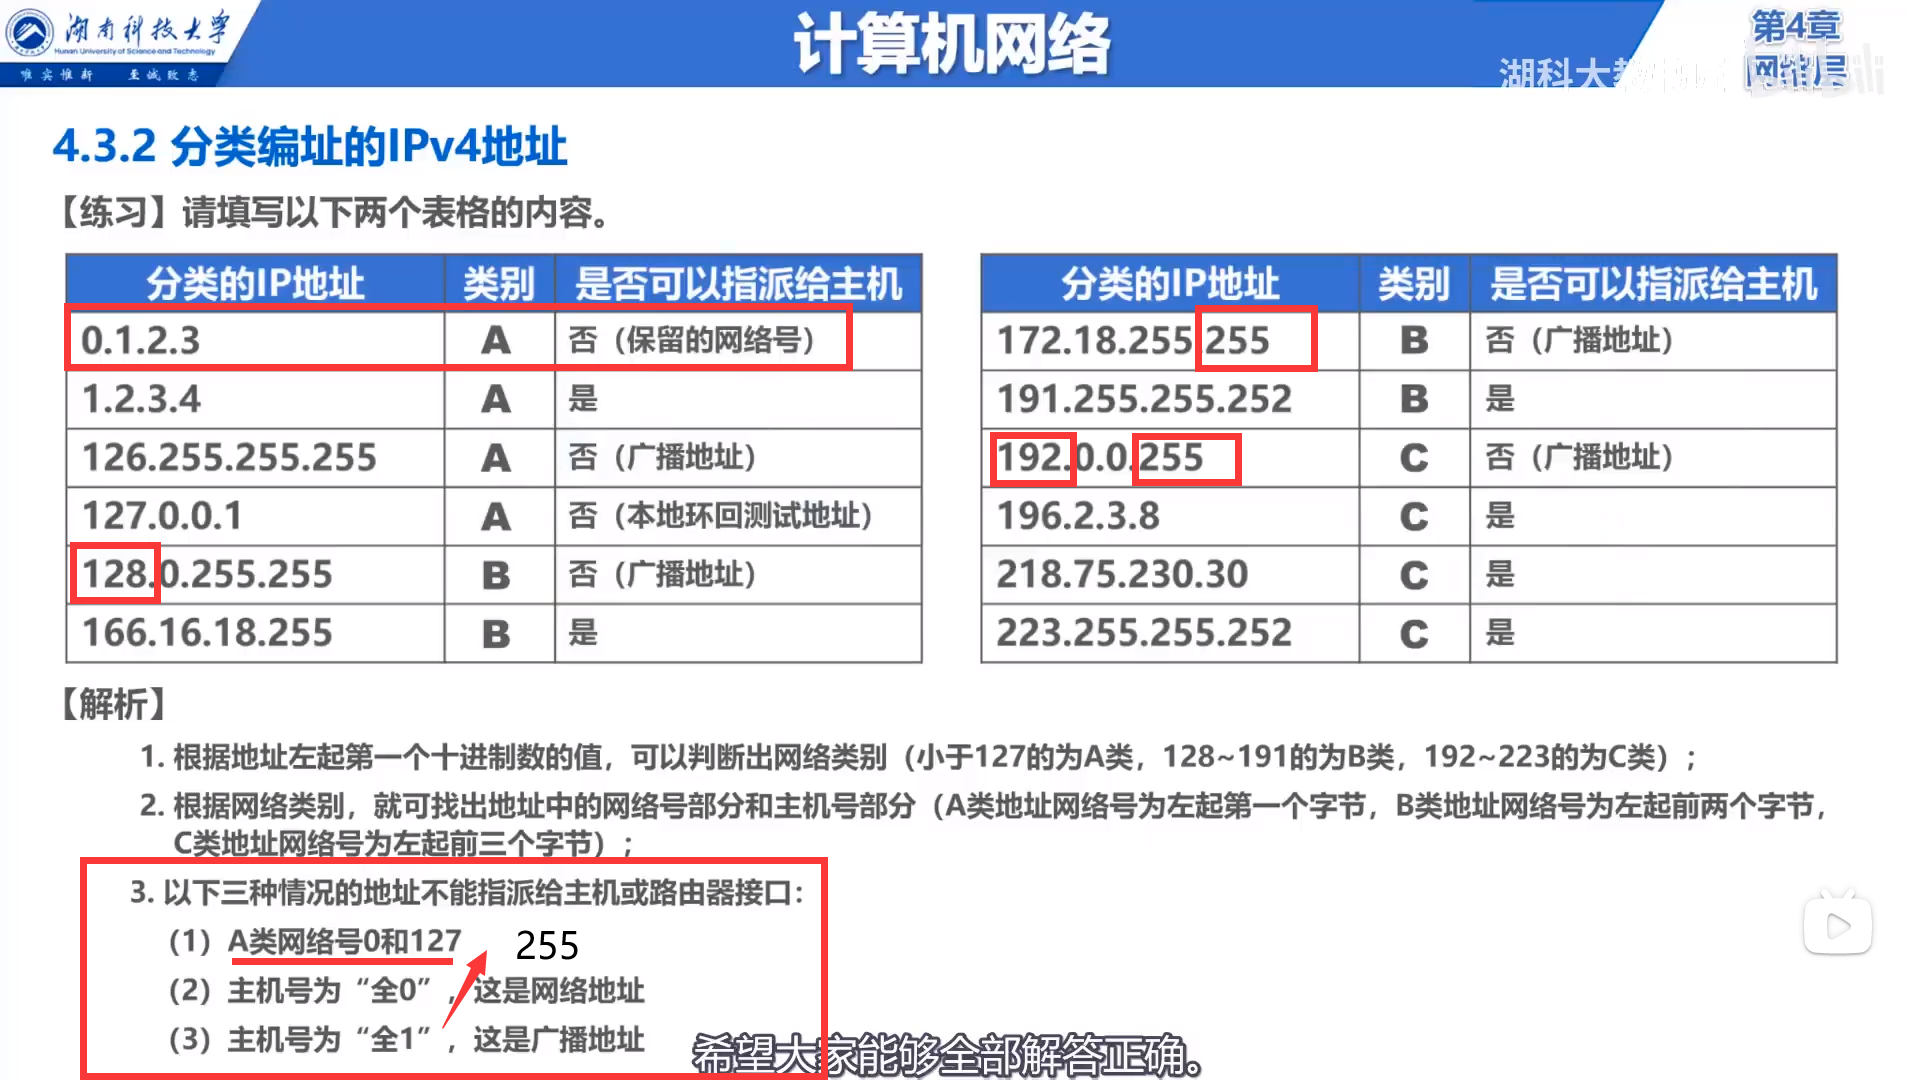 湖南科技大学
Hunan University of Science and Technology
唯实惟新 至诚致志
计算机网络
第4章
网络层
湖科大教
4.3.2 分类编址的IPv4地址
【练习】请填写以下两个表格的内容。
分类的IP地址 类别 是否可以指派给主机
0.1.2.3 A 否（保留的网络号）
1.2.3.4 A 是
126.255.255.255 A 否（广播地址）
127.0.0.1 A 否（本地环回测试地址）
128.0.255.255 B 否（广播地址）
166.16.18.255 B 是
分类的IP地址 类别 是否可以指派给主机
172.18.255.255 B 否（广播地址）
191.255.255.252 B 是
192.0.0.255 C 否（广播地址）
196.2.3.8 C 是
218.75.230.30 C 是
223.255.255.252 C 是
【解析】
1. 根据地址左起第一个十进制数的值，可以判断出网络类别（小于127的为A类，128~191的为B类，192~223的为C类）；
2. 根据网络类别，就可找出地址中的网络号部分和主机号部分（A类地址网络号为左起第一个字节，B类地址网络号为左起前两个字节，
C类地址网络号为左起前三个字节）；
3. 以下三种情况的地址不能指派给主机或路由器接口：
（1）A类网络号0和127
255
（2）主机号为“全0”，这是网络地址
（3）主机号为“全1”，这是广播地址
希望大家能够全部解答正确。